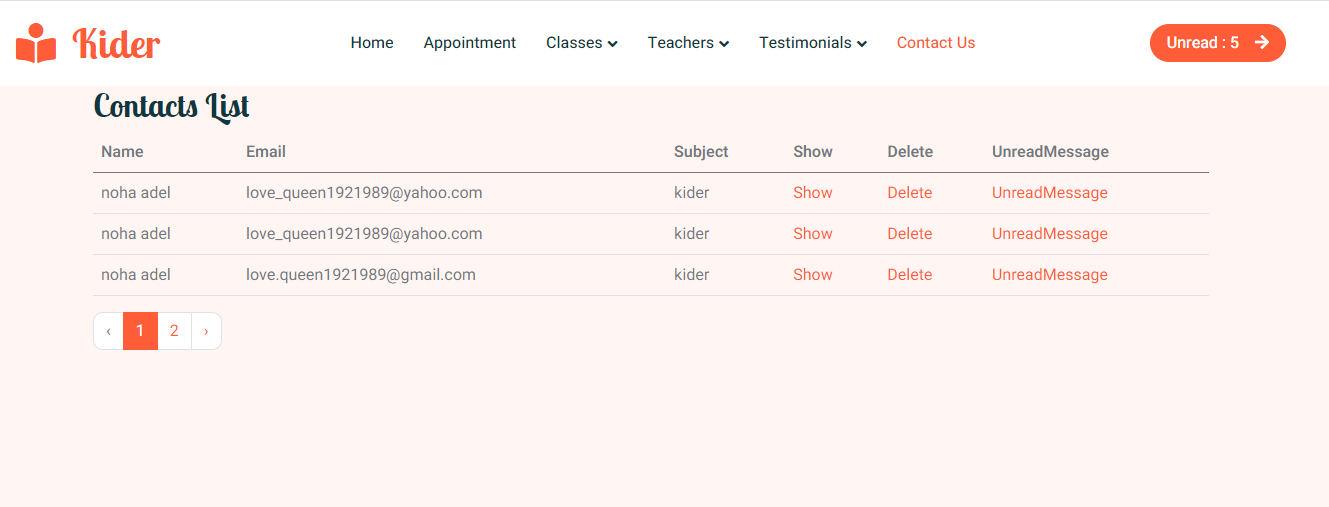 Kider Home Appointment Classes Teachers Testimonials Contact Us Unread : 5
Contacts List
Name Email Subject Show Delete UnreadMessage
noha adel love_queen1921989@yahoo.com kider Show Delete UnreadMessage
noha adel love_queen1921989@yahoo.com kider Show Delete UnreadMessage
noha adel love.queen1921989@gmail.com kider Show Delete UnreadMessage
‹ 1 2 ›